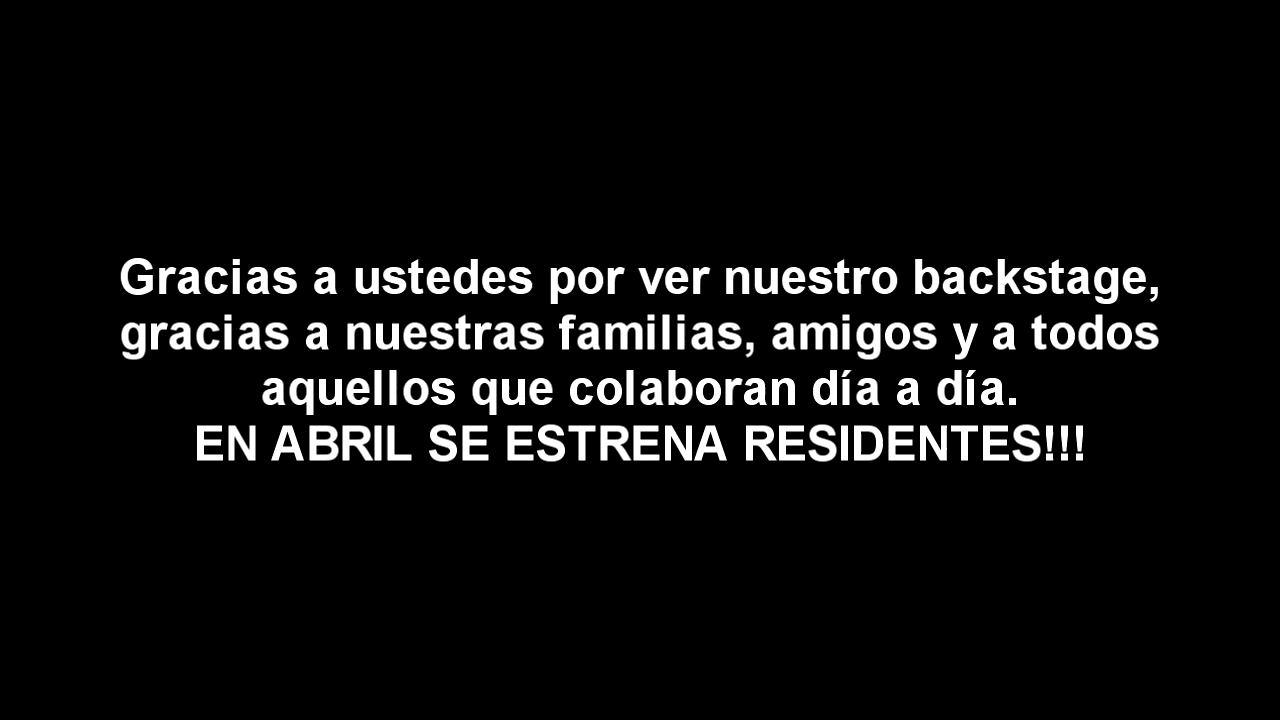 Gracias a ustedes por ver nuestro backstage,
gracias a nuestras familias, amigos y a todos
aquellos que colaboran día a día.
EN ABRIL SE ESTRENA RESIDENTES!!!